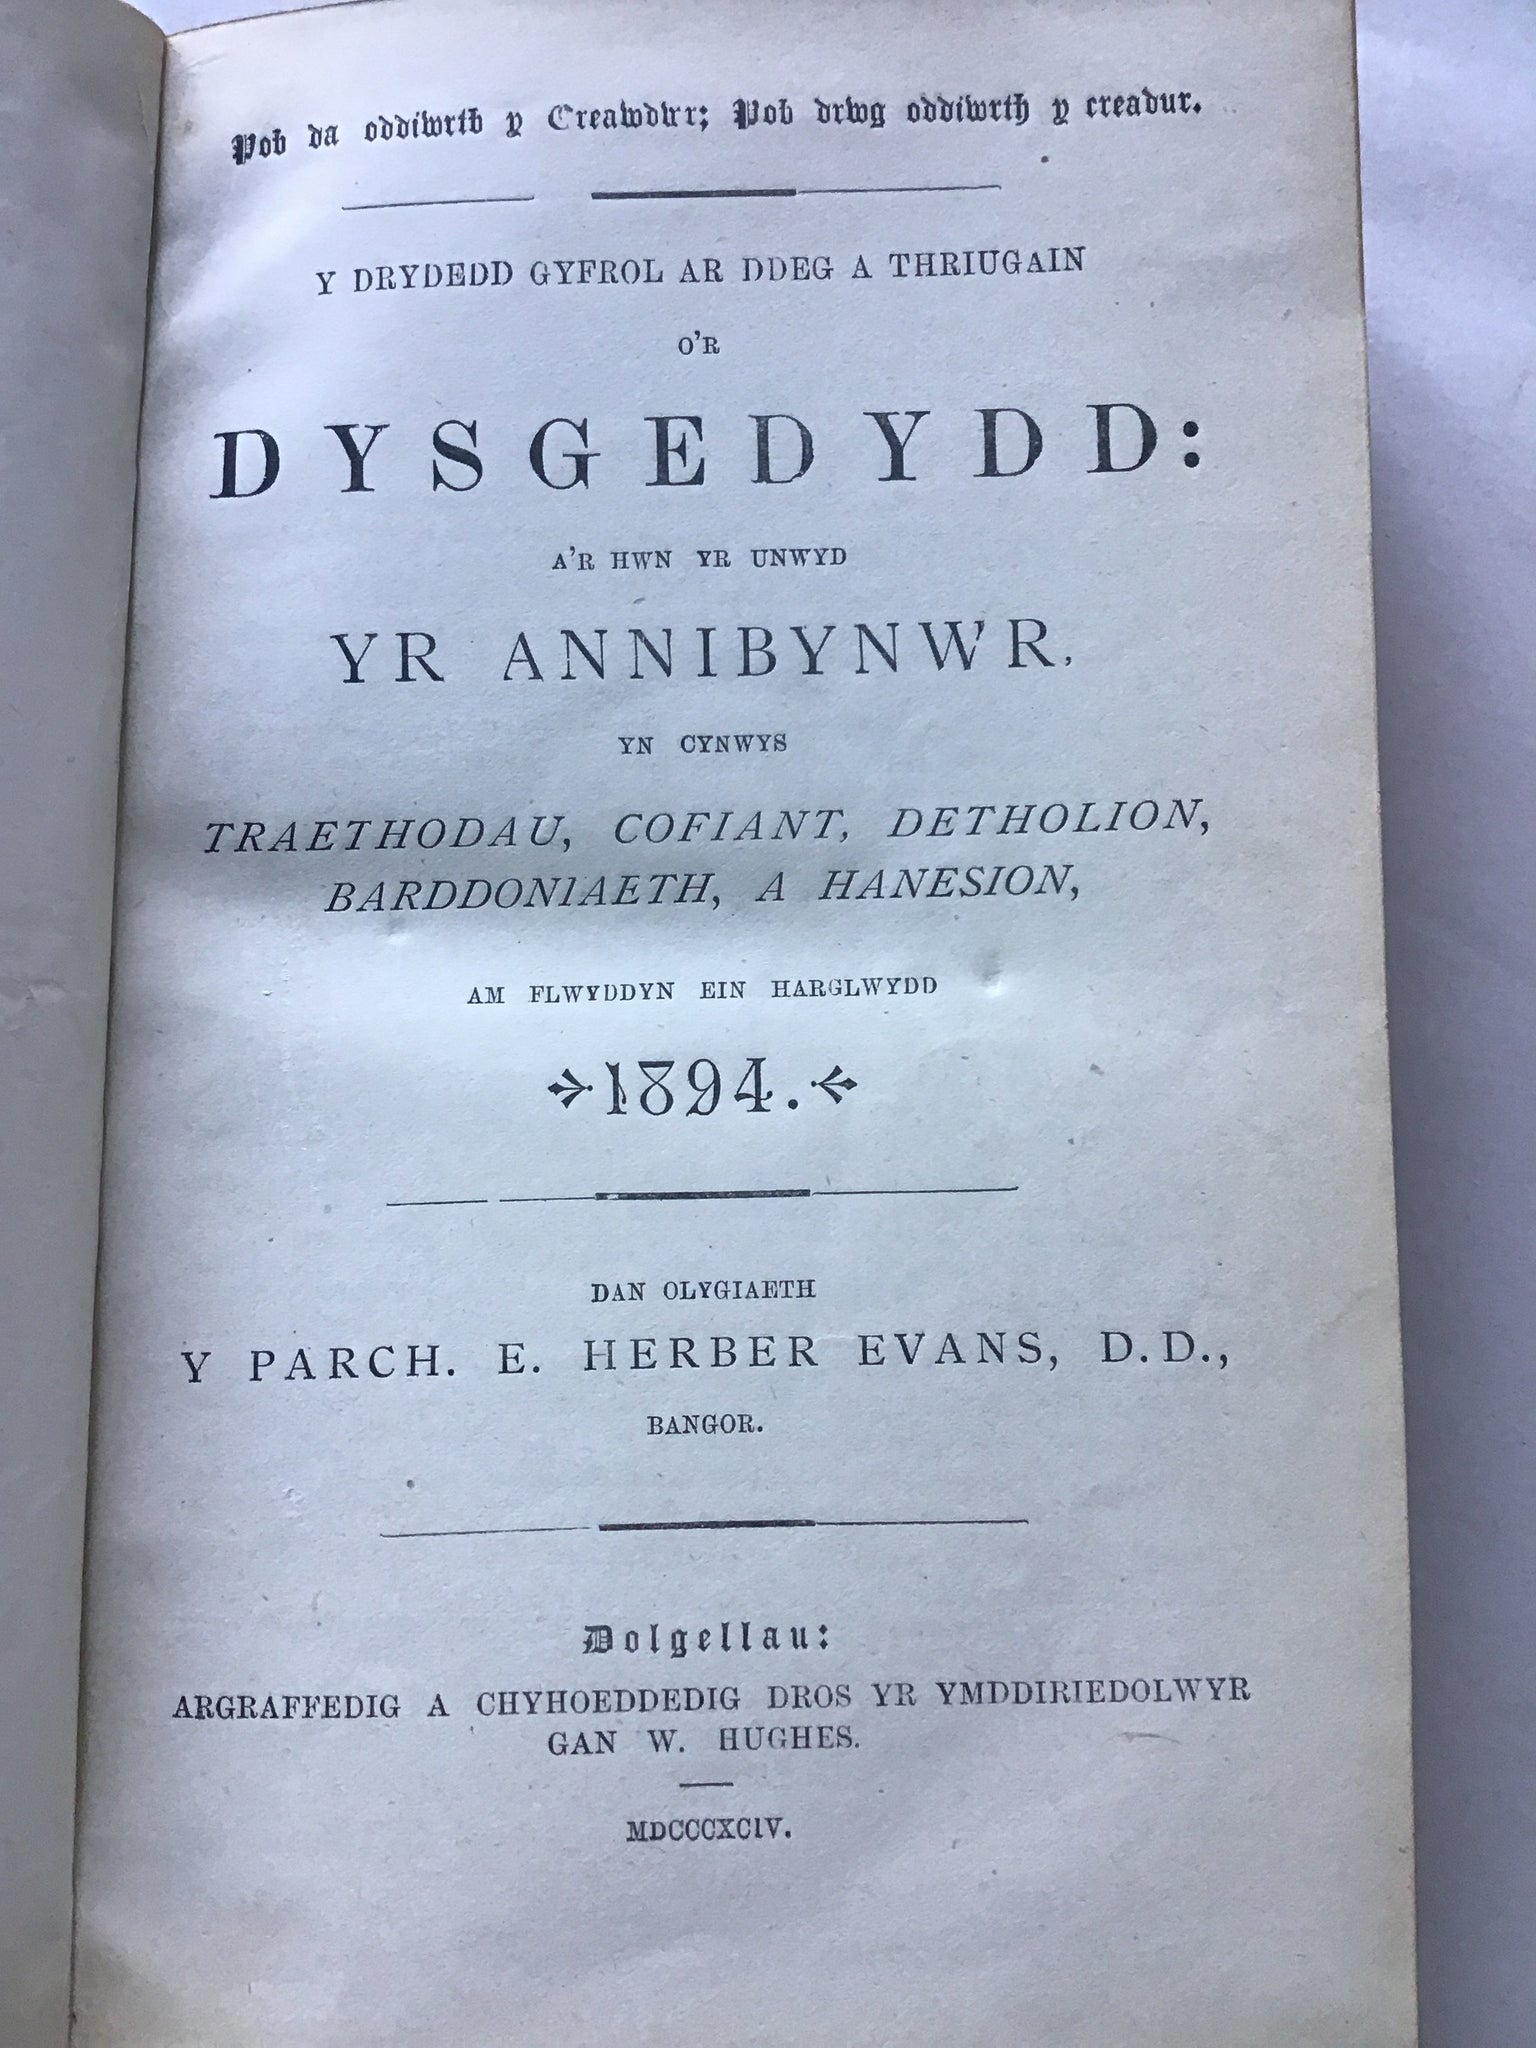 Pob da oddiwrth y Creawdwr; Pob drwg oddiwrth y creadur.
Y DRYDEDD GYFROL AR DDEG A THRIUGAIN
O'R
DYSGEDYDD:
A'R HWN YR UNWYD
YR ANNIBYNWR,
YN CYNWYS
TRAETHODAU, COFIANT, DETHOLION,
BARDDONIAETH, A HANESION,
AM FLWYDDYN EIN HARGLWYDD
1894.
DAN OLYGIAETH
Y PARCH. E. HERBER EVANS, D.D.,
BANGOR.
Dolgellau:
ARGRAFFEDIG A CHYHOEDDEDIG DROS YR YMDDIRIEDOLWYR
GAN W. HUGHES.
MDCCCXCIV.